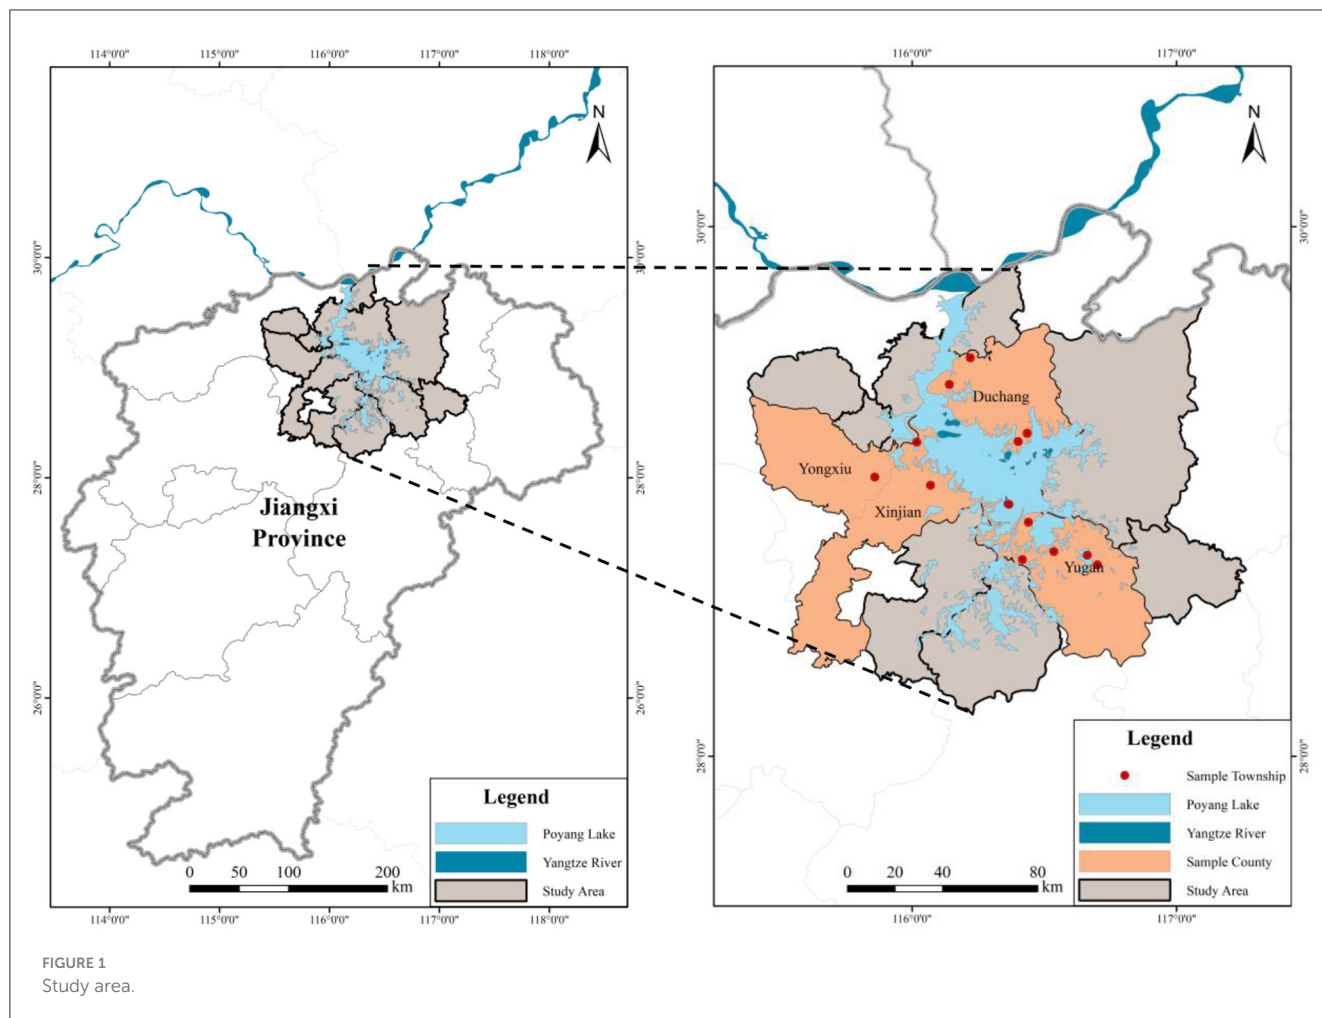 114°0'0"
115°0'0"
116°0'0"
117°0'0"
118°0'0"
N
30°0'0"
28°0'0"
26°0'0"
30°0'0"
28°0'0"
26°0'0"
Jiangxi
Province
Legend
Poyang Lake
Yangtze River
Study Area
0 50 100 200
km
114°0'0"
115°0'0"
116°0'0"
117°0'0"
118°0'0"
116°0'0"
117°0'0"
N
30°0'0"
28°0'0"
30°0'0"
28°0'0"
Duchang
Yongxiu
Xinjian
Yugan
Legend
Sample Township
Poyang Lake
Yangtze River
Sample County
Study Area
0 20 40 80
km
116°0'0"
117°0'0"
FIGURE 1
Study area.